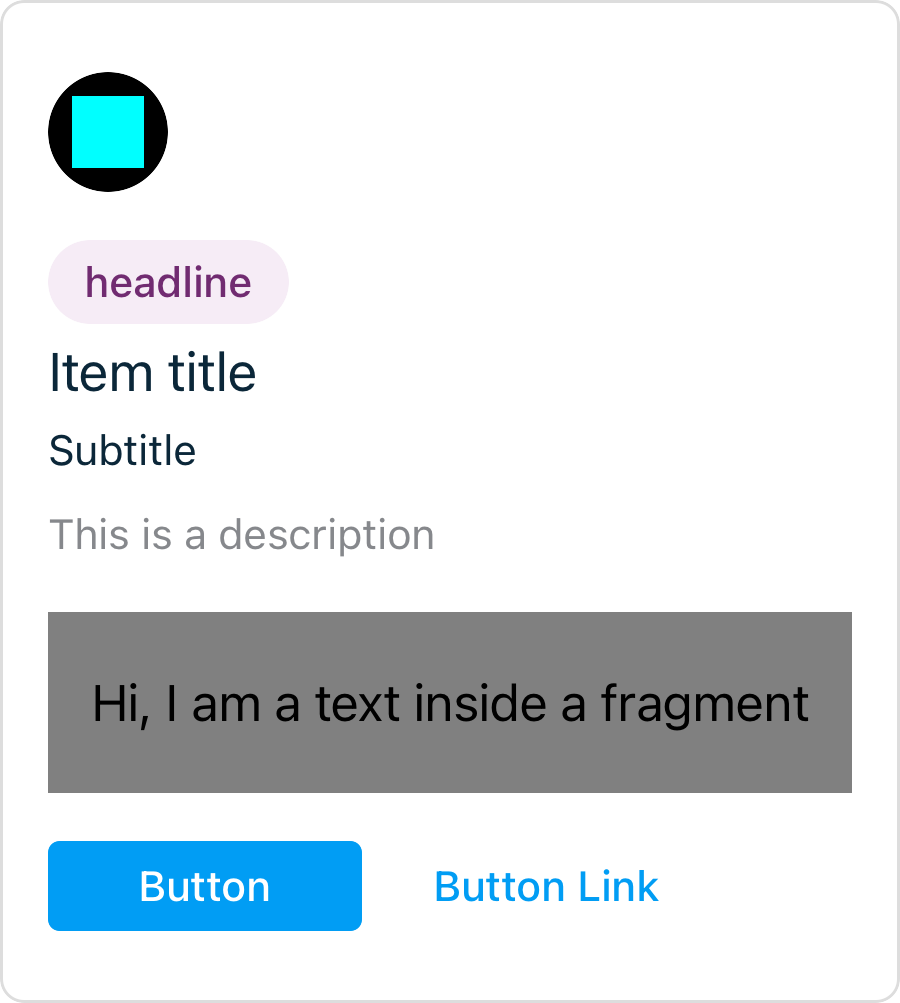 headline
Item title
Subtitle
This is a description
Hi, I am a text inside a fragment
Button
Button Link